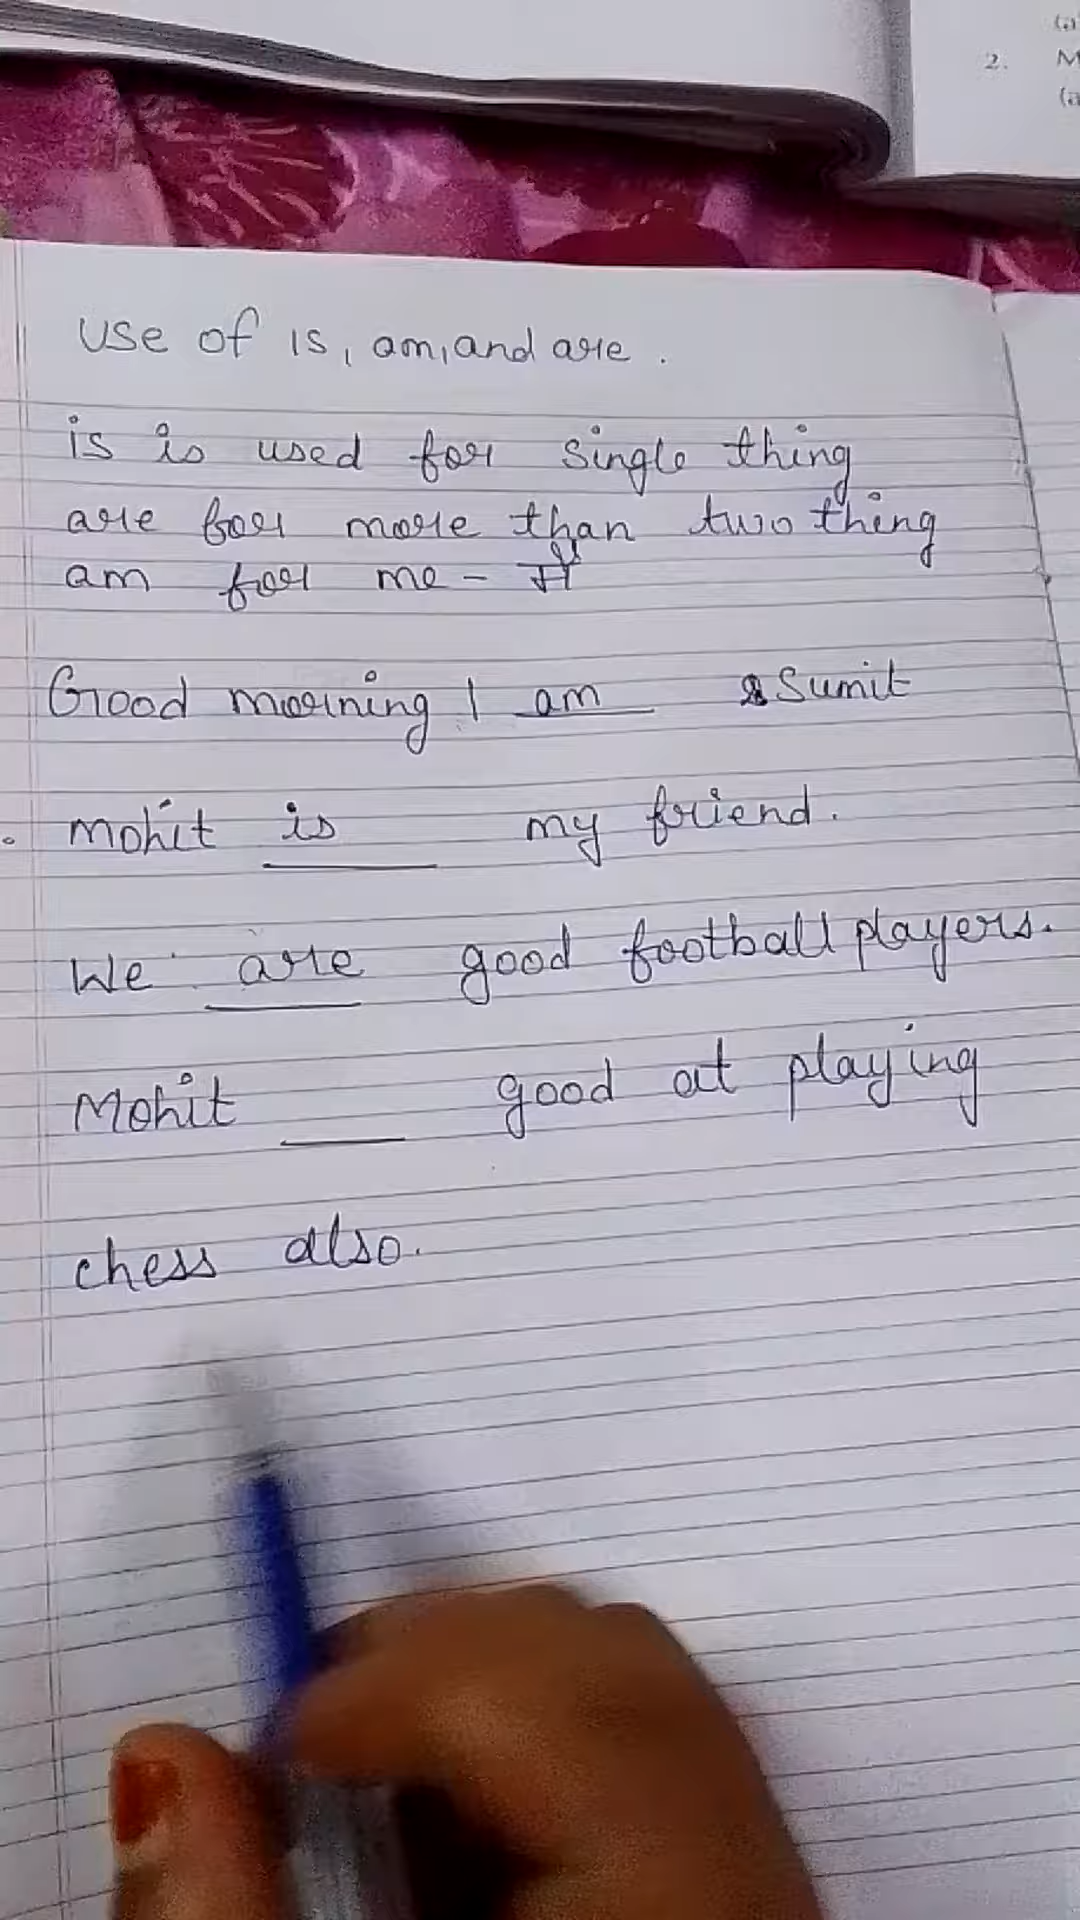 (a
2. M
(a
use of is, am, and are.
is is used for single thing
are for more than two thing
am for me - मैं
Good morning I am Sumit
Mohit is my friend.
We are good football players.
Mohit ___ good at playing
chess also.